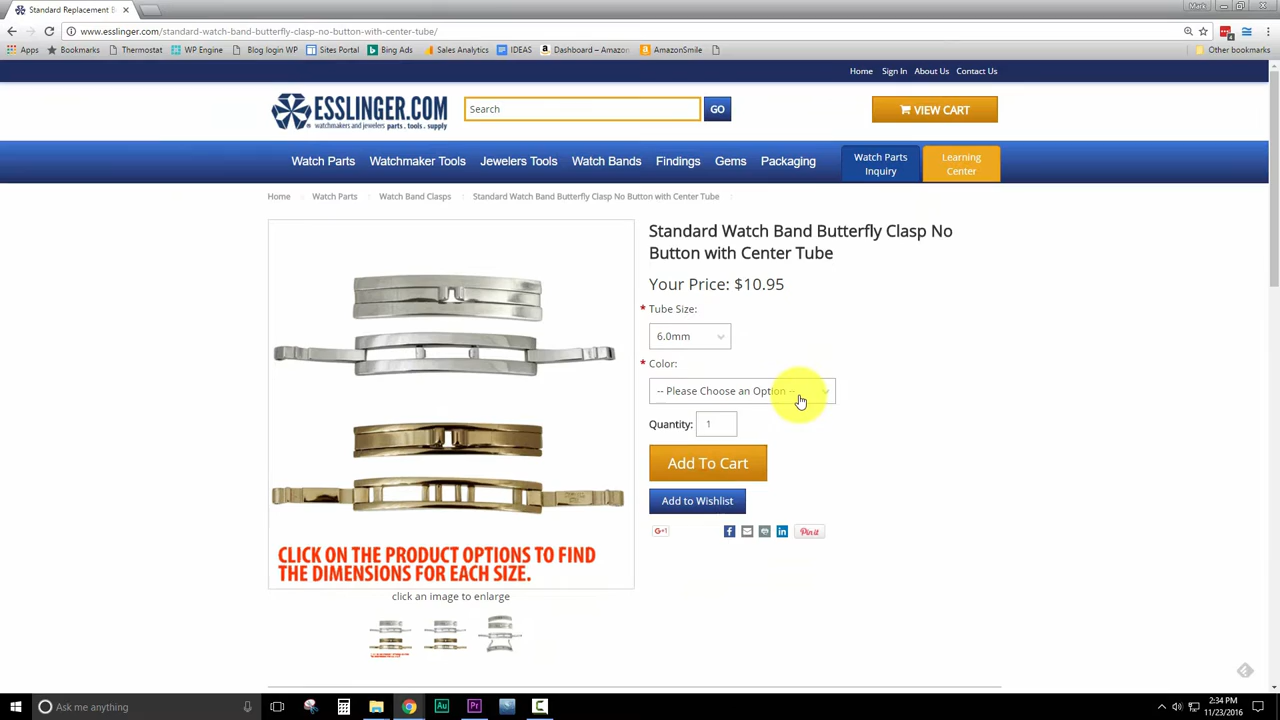 Standard Replacement B
Mark
www.esslinger.com/standard-watch-band-butterfly-clasp-no-button-with-center-tube/
Apps Bookmarks Thermostat WP Engine Blog login WP Sites Portal Bing Ads Sales Analytics IDEAS Dashboard – Amazon AmazonSmile Other bookmarks
Home Sign In About Us Contact Us
ESSLINGER.COM
watchmakers and jewelers parts . tools . supply
Search
GO
VIEW CART
Watch Parts Watchmaker Tools Jewelers Tools Watch Bands Findings Gems Packaging
Watch Parts
Inquiry
Learning
Center
Home Watch Parts Watch Band Clasps Standard Watch Band Butterfly Clasp No Button with Center Tube
Standard Watch Band Butterfly Clasp No
Button with Center Tube
Your Price: $10.95
* Tube Size:
6.0mm
* Color:
-- Please Choose an Option --
Quantity: 1
Add To Cart
Add to Wishlist
G+1 f in Pin it
CLICK ON THE PRODUCT OPTIONS TO FIND
THE DIMENSIONS FOR EACH SIZE.
click an image to enlarge
Ask me anything
Au
Pr
2:34 PM
11/23/2016